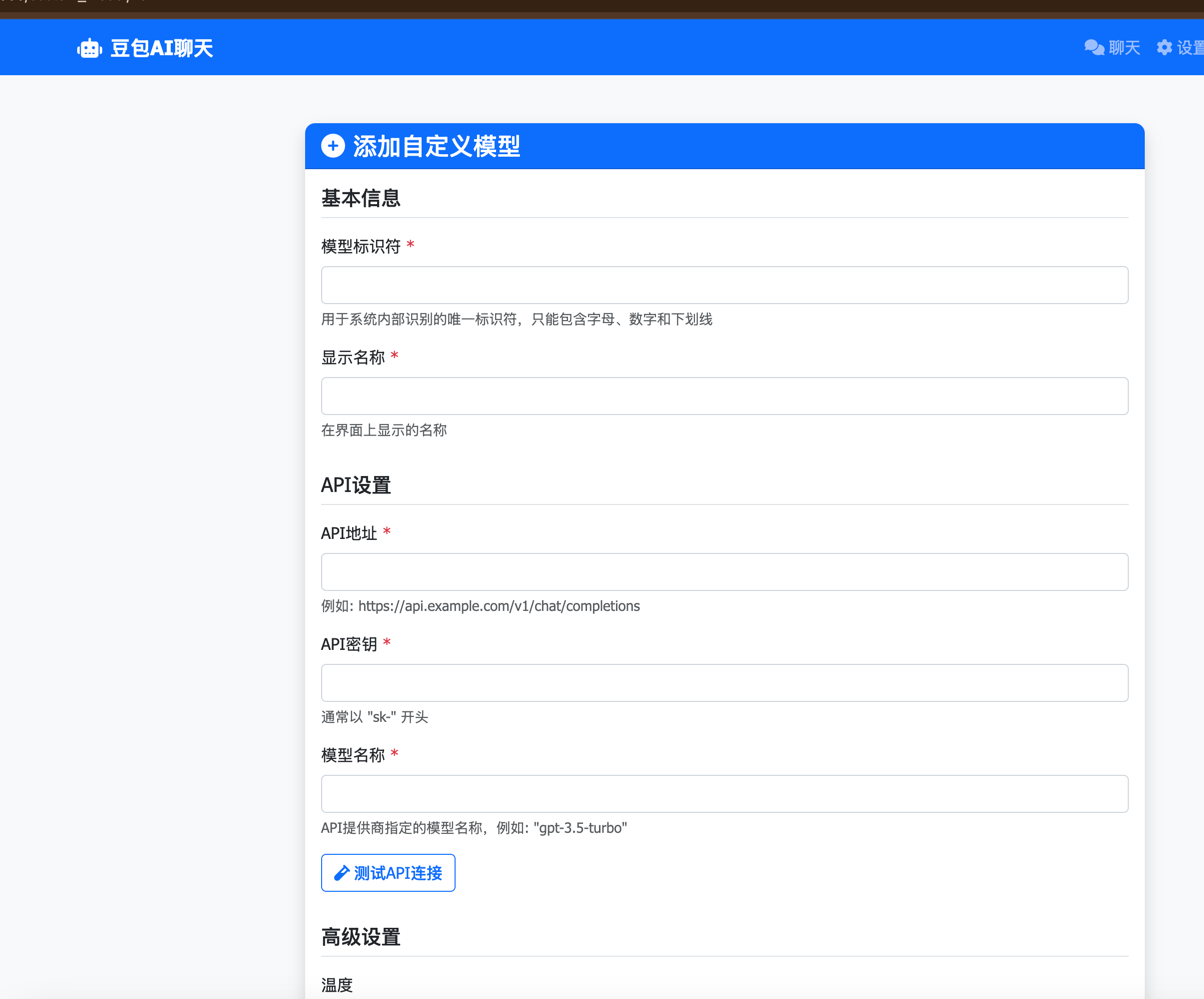 豆包AI聊天
聊天
设置
添加自定义模型
基本信息
模型标识符 *
用于系统内部识别的唯一标识符，只能包含字母、数字和下划线
显示名称 *
在界面上显示的名称
API设置
API地址 *
例如: https://api.example.com/v1/chat/completions
API密钥 *
通常以 "sk-" 开头
模型名称 *
API提供商指定的模型名称，例如: "gpt-3.5-turbo"
测试API连接
高级设置
温度